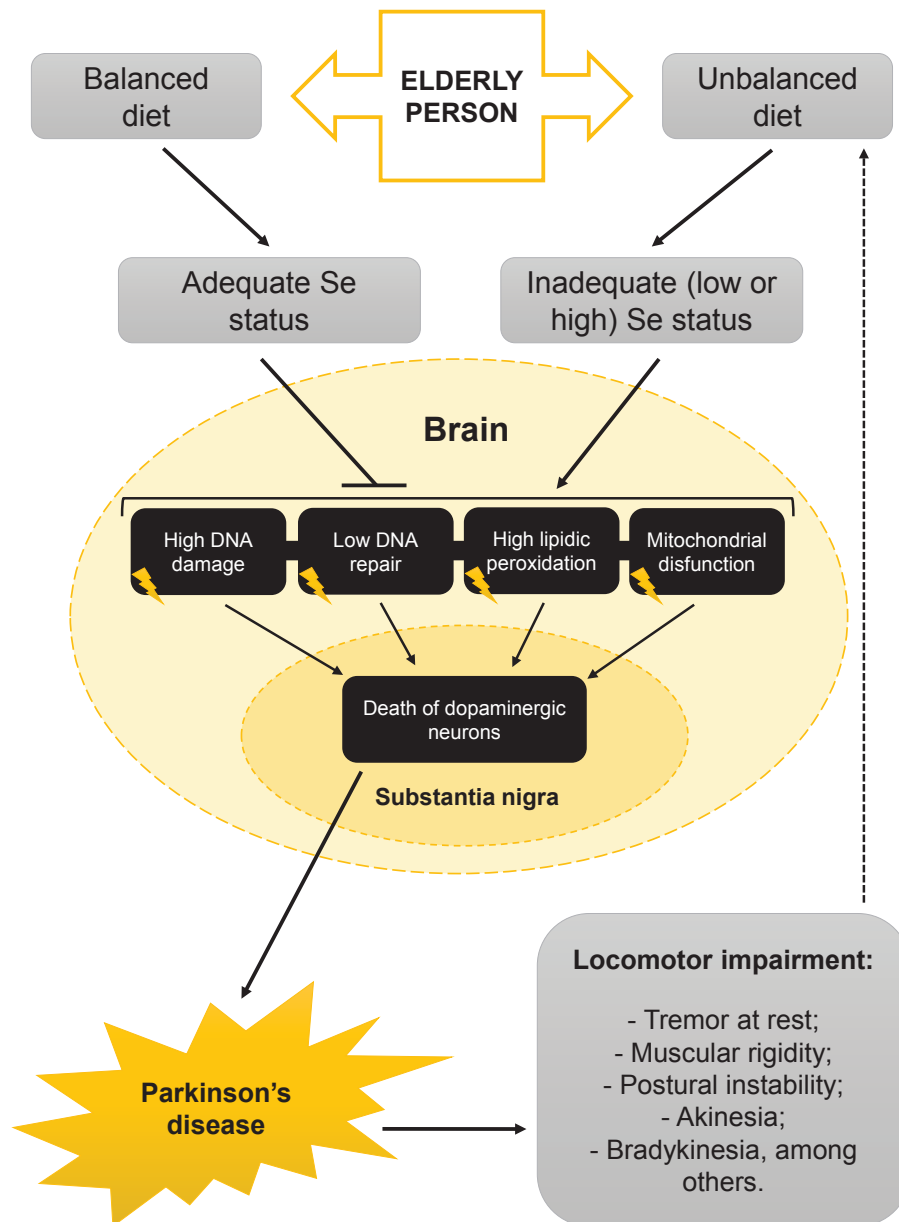 Balanced
diet
ELDERLY
PERSON
Unbalanced
diet
Adequate Se
status
Inadequate (low or
high) Se status
Brain
High DNA
damage
Low DNA
repair
High lipidic
peroxidation
Mitochondrial
disfunction
Death of dopaminergic
neurons
Substantia nigra
Parkinson's
disease
Locomotor impairment:
- Tremor at rest;
- Muscular rigidity;
- Postural instability;
- Akinesia;
- Bradykinesia, among
others.